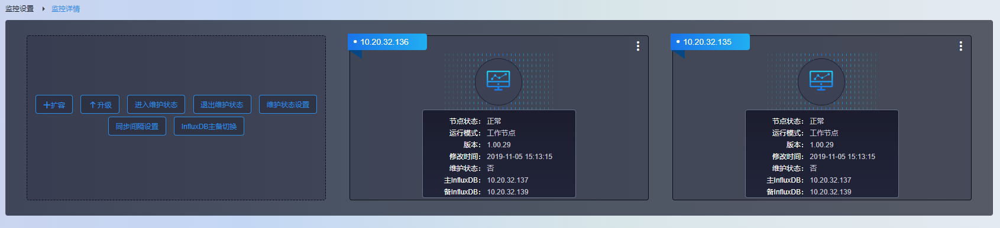 监控设置 监控详情
扩容 升级 进入维护状态 退出维护状态 维护状态设置
同步间隔设置 InfluxDB主备切换
10.20.32.136
节点状态： 正常
运行模式： 工作节点
版本： 1.00.29
修改时间： 2019-11-05 15:13:15
维护状态： 否
主InfluxDB： 10.20.32.137
备InfluxDB： 10.20.32.139
10.20.32.135
节点状态： 正常
运行模式： 工作节点
版本： 1.00.29
修改时间： 2019-11-05 15:13:15
维护状态： 否
主InfluxDB： 10.20.32.137
备InfluxDB： 10.20.32.139